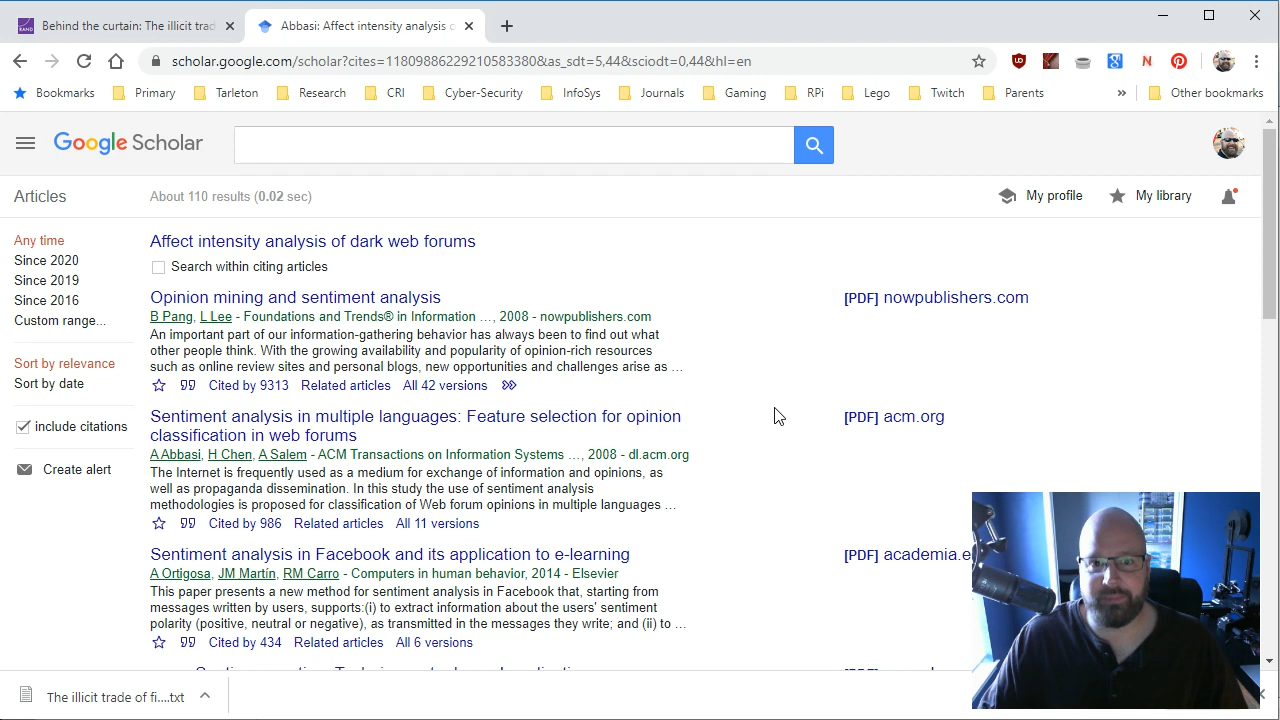 RAND
Behind the curtain: The illicit trad
Abbasi: Affect intensity analysis o
Bookmarks Primary Tarleton Research CRI Cyber-Security InfoSys Journals Gaming RPi Lego Twitch Parents » Other bookmarks
Google Scholar
Articles About 110 results (0.02 sec) My profile My library
Any time
Since 2020
Since 2019
Since 2016
Custom range...
Sort by relevance
Sort by date
include citations
Create alert
Affect intensity analysis of dark web forums
Search within citing articles
Opinion mining and sentiment analysis
[PDF] nowpublishers.com
B Pang, L Lee - Foundations and Trends® in Information …, 2008 - nowpublishers.com
An important part of our information-gathering behavior has always been to find out what
other people think. With the growing availability and popularity of opinion-rich resources
such as online review sites and personal blogs, new opportunities and challenges arise as …
Cited by 9313 Related articles All 42 versions
Sentiment analysis in multiple languages: Feature selection for opinion
classification in web forums
[PDF] acm.org
A Abbasi, H Chen, A Salem - ACM Transactions on Information Systems …, 2008 - dl.acm.org
The Internet is frequently used as a medium for exchange of information and opinions, as
well as propaganda dissemination. In this study the use of sentiment analysis
methodologies is proposed for classification of Web forum opinions in multiple languages …
Cited by 986 Related articles All 11 versions
Sentiment analysis in Facebook and its application to e-learning
[PDF] academia.e
A Ortigosa, JM Martín, RM Carro - Computers in human behavior, 2014 - Elsevier
This paper presents a new method for sentiment analysis in Facebook that, starting from
messages written by users, supports:(i) to extract information about the users' sentiment
polarity (positive, neutral or negative), as transmitted in the messages they write; and (ii) to …
Cited by 434 Related articles All 6 versions
The illicit trade of fi....txt